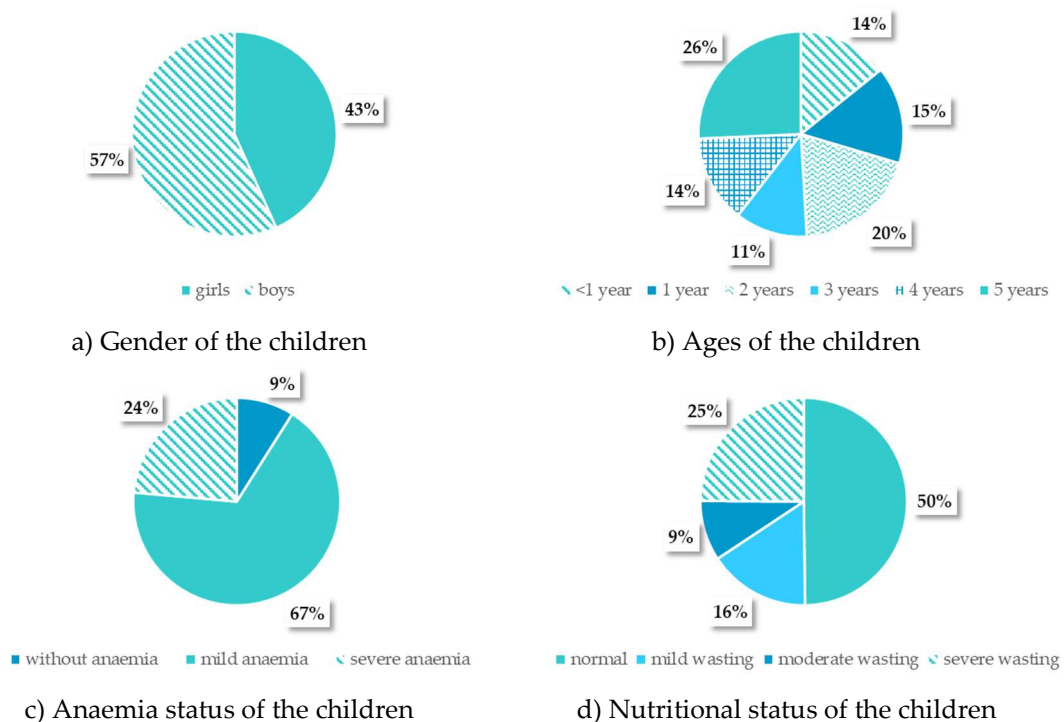 43%
57%
girls boys
a) Gender of the children
14%
26%
15%
14%
20%
11%
<1 year 1 year 2 years 3 years 4 years 5 years
b) Ages of the children
9%
24%
67%
without anaemia mild anaemia severe anaemia
c) Anaemia status of the children
25%
50%
9%
16%
normal mild wasting moderate wasting severe wasting
d) Nutritional status of the children